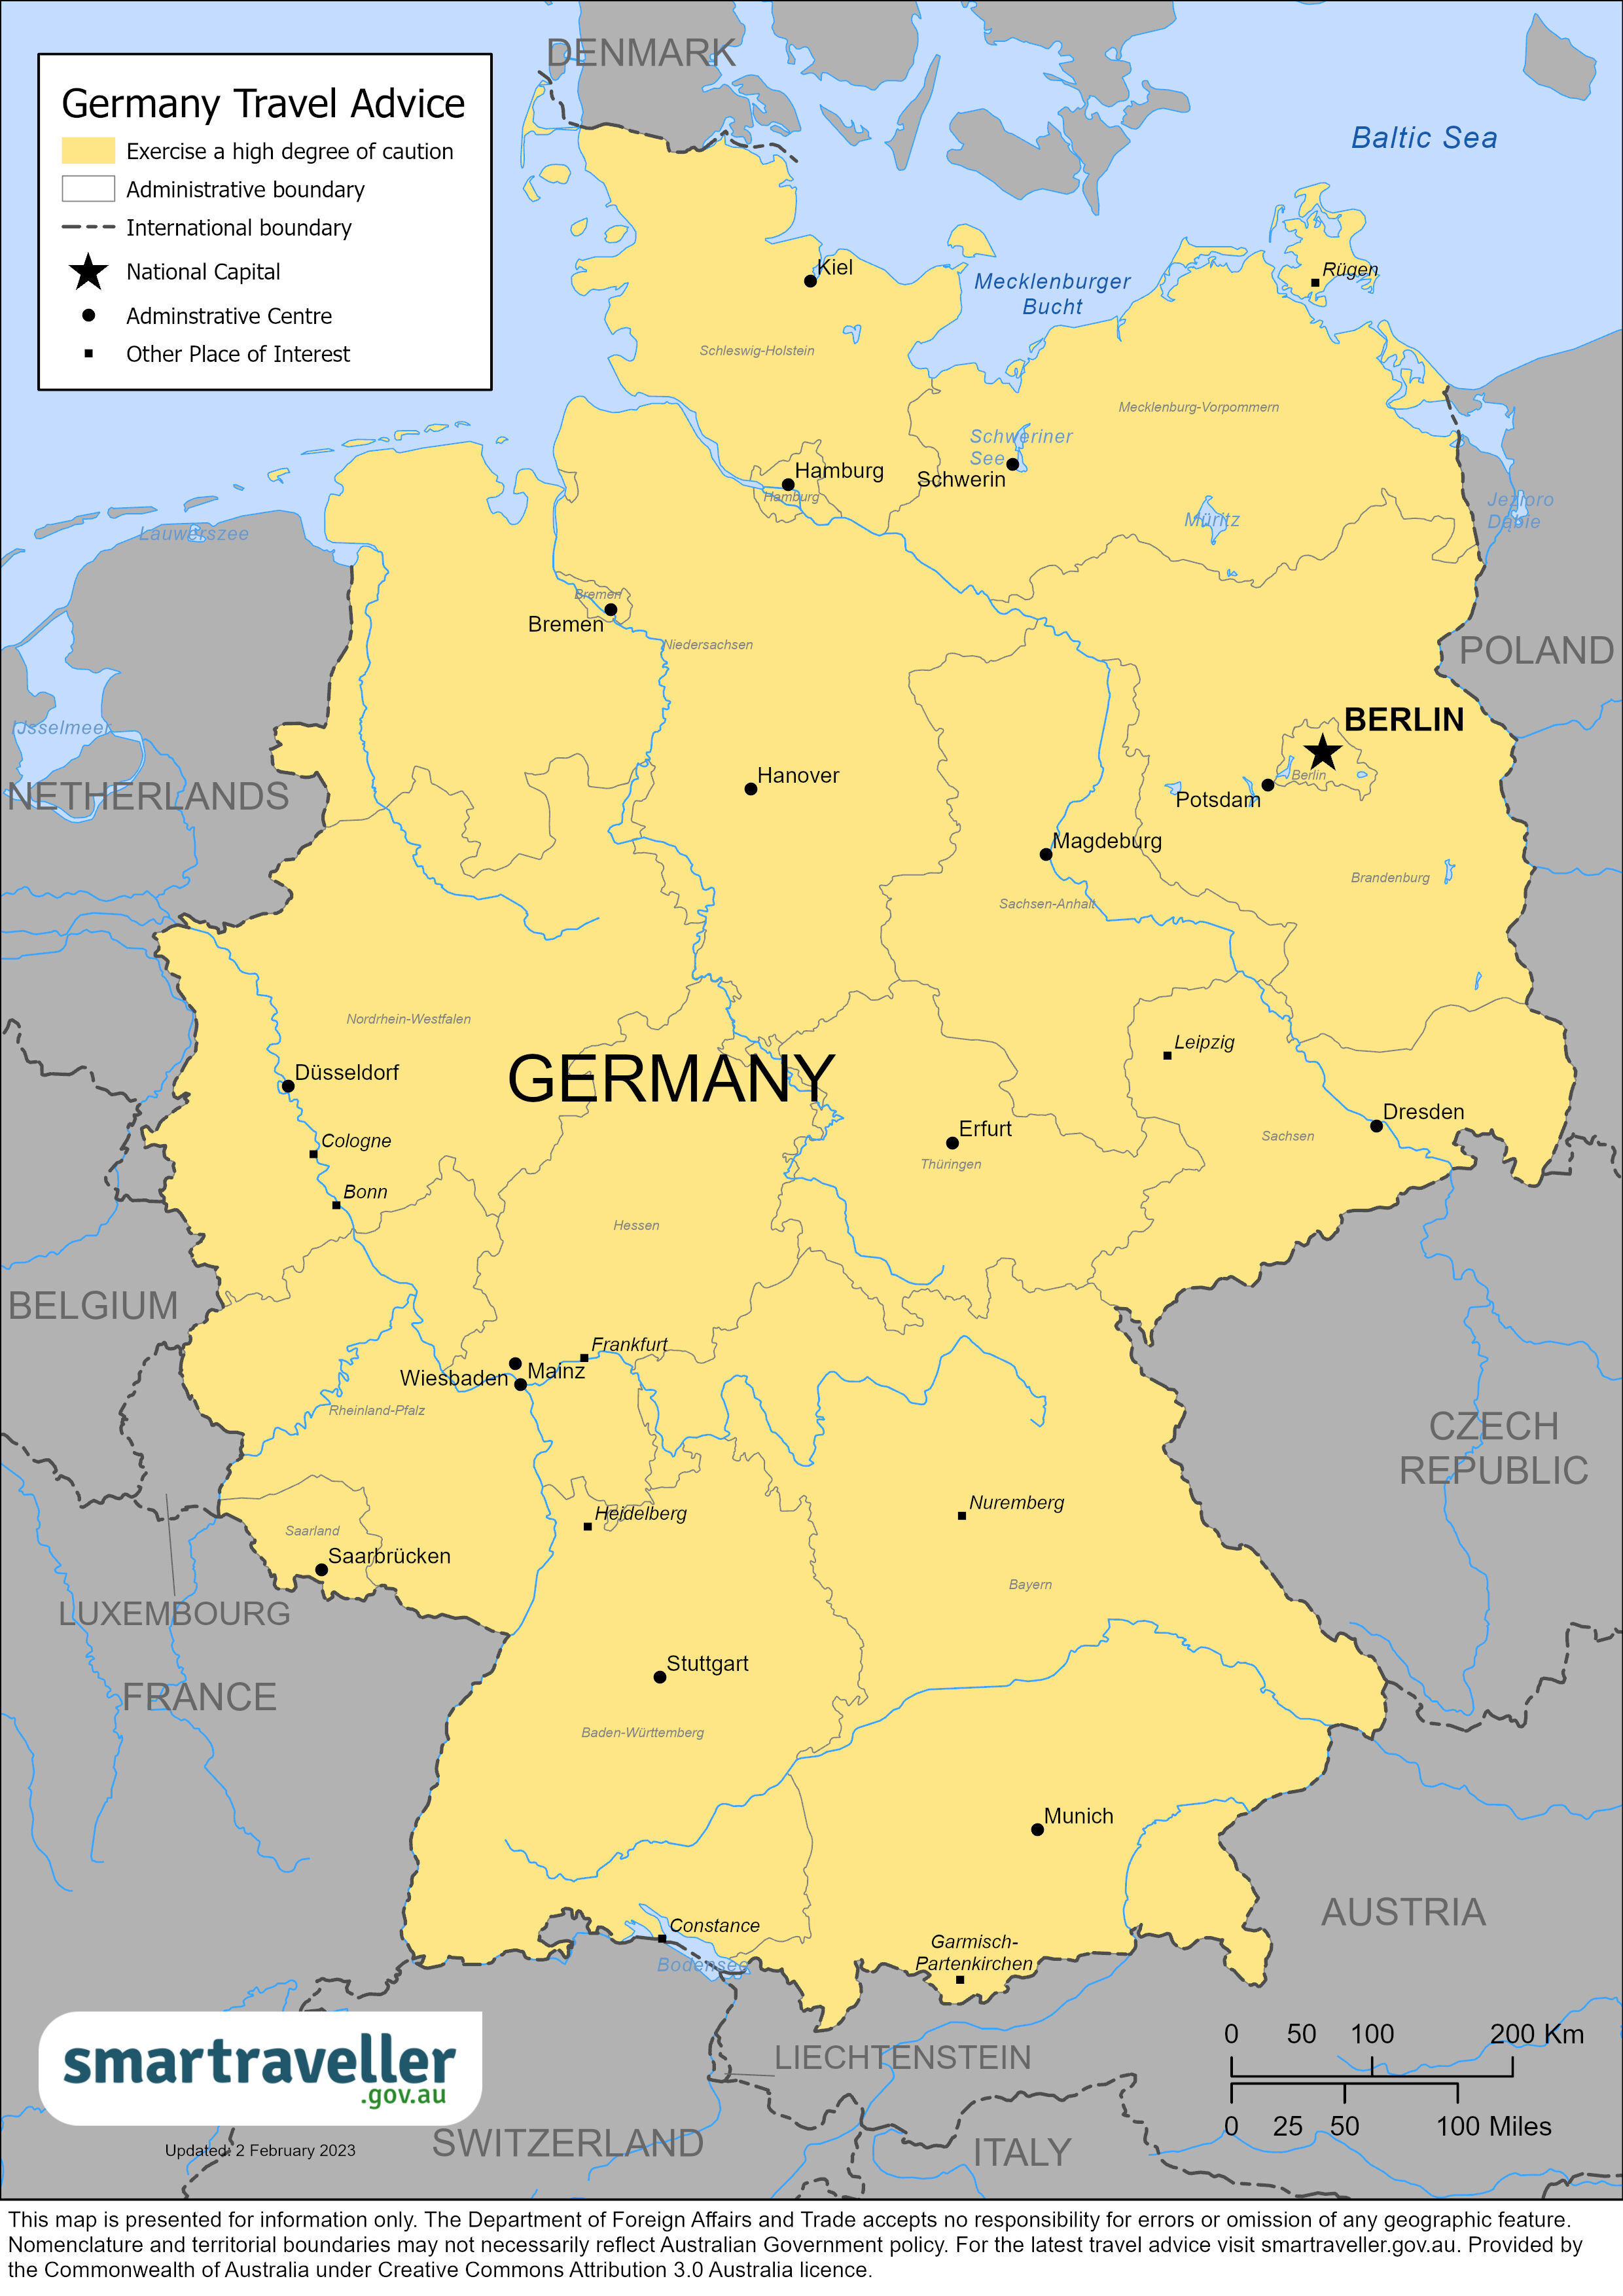 DENMARK
Germany Travel Advice
Exercise a high degree of caution
Administrative boundary
International boundary
National Capital
Adminstrative Centre
Other Place of Interest
Baltic Sea
Rügen
Kiel
Mecklenburger
Bucht
Schleswig-Holstein
Mecklenburg-Vorpommern
Schweriner
See
Schwerin
Hamburg
Hamburg
Müritz
Jezioro
Dąbie
Lauwerszee
Bremen
Bremen
Niedersachsen
POLAND
BERLIN
Berlin
IJsselmeer
NETHERLANDS
Hanover
Potsdam
Magdeburg
Brandenburg
Sachsen-Anhalt
Nordrhein-Westfalen
Leipzig
GERMANY
Düsseldorf
Dresden
Erfurt
Sachsen
Cologne
Thüringen
Bonn
Hessen
BELGIUM
Frankfurt
Mainz
Wiesbaden
Rheinland-Pfalz
CZECH
REPUBLIC
Nuremberg
Heidelberg
Saarland
Saarbrücken
Bayern
LUXEMBOURG
Stuttgart
FRANCE
Baden-Württemberg
Munich
AUSTRIA
Constance
Garmisch-
Partenkirchen
Bodensee
0 50 100 200 Km
0 25 50 100 Miles
LIECHTENSTEIN
smartraveller
.gov.au
SWITZERLAND
ITALY
Updated: 2 February 2023
This map is presented for information only. The Department of Foreign Affairs and Trade accepts no responsibility for errors or omission of any geographic feature.
Nomenclature and territorial boundaries may not necessarily reflect Australian Government policy. For the latest travel advice visit smartraveller.gov.au. Provided by
the Commonwealth of Australia under Creative Commons Attribution 3.0 Australia licence.